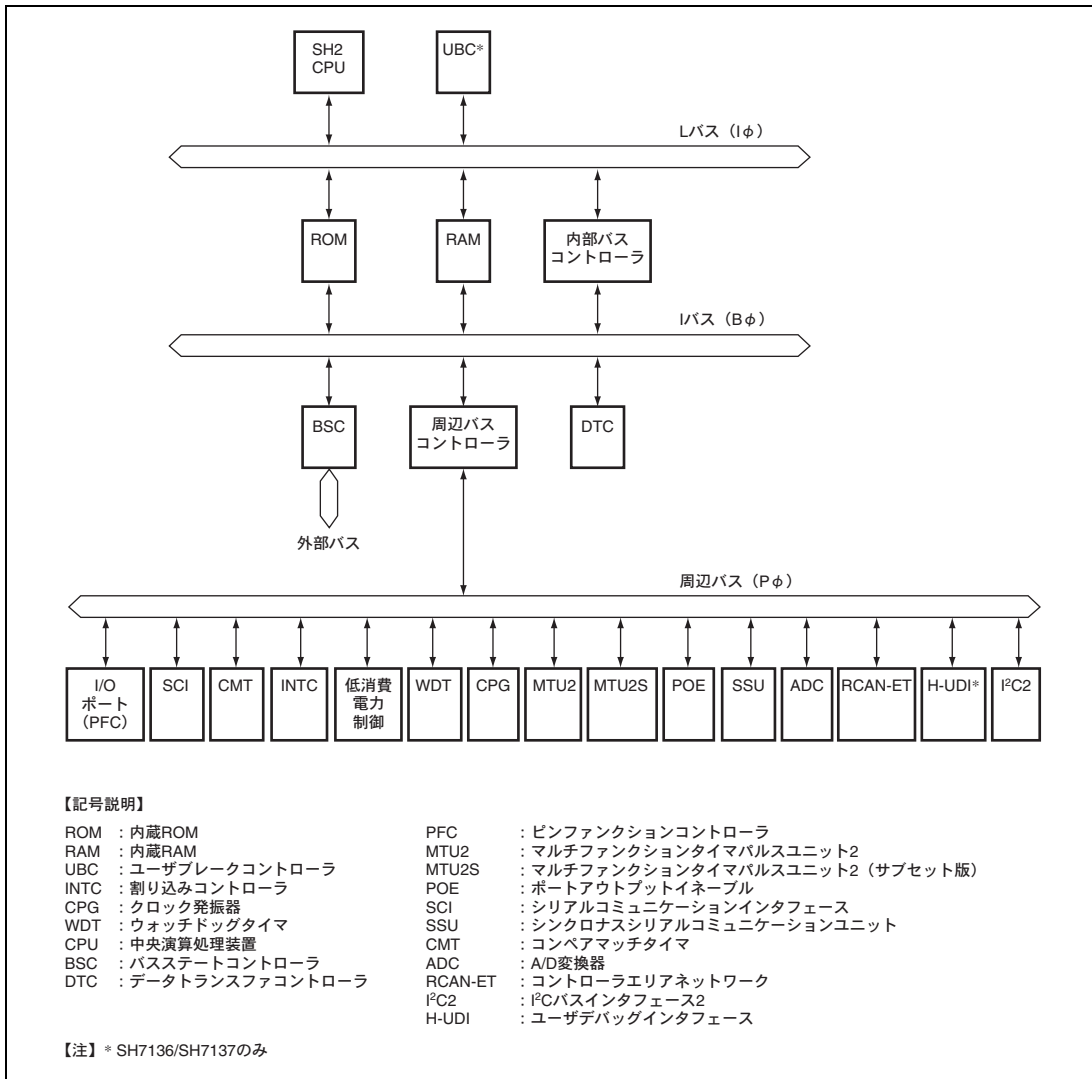 SH2
CPU
UBC*
Lバス（Iφ）
ROM
RAM
内部バス
コントローラ
Iバス（Bφ）
BSC
周辺バス
コントローラ
DTC
外部バス
周辺バス（Pφ）
I/O
ポート
（PFC）
SCI
CMT
INTC
低消費
電力
制御
WDT
CPG
MTU2
MTU2S
POE
SSU
ADC
RCAN-ET
H-UDI*
I²C2
【記号説明】
ROM ：内蔵ROM
RAM ：内蔵RAM
UBC ：ユーザブレークコントローラ
INTC ：割り込みコントローラ
CPG ：クロック発振器
WDT ：ウォッチドッグタイマ
CPU ：中央演算処理装置
BSC ：バスステートコントローラ
DTC ：データトランスファコントローラ
PFC ：ピンファンクションコントローラ
MTU2 ：マルチファンクションタイマパルスユニット2
MTU2S ：マルチファンクションタイマパルスユニット2（サブセット版）
POE ：ポートアウトプットイネーブル
SCI ：シリアルコミュニケーションインタフェース
SSU ：シンクロナスシリアルコミュニケーションユニット
CMT ：コンペアマッチタイマ
ADC ：A/D変換器
RCAN-ET ：コントローラエリアネットワーク
I²C2 ：I²Cバスインタフェース2
H-UDI ：ユーザデバッグインタフェース
【注】* SH7136/SH7137のみ